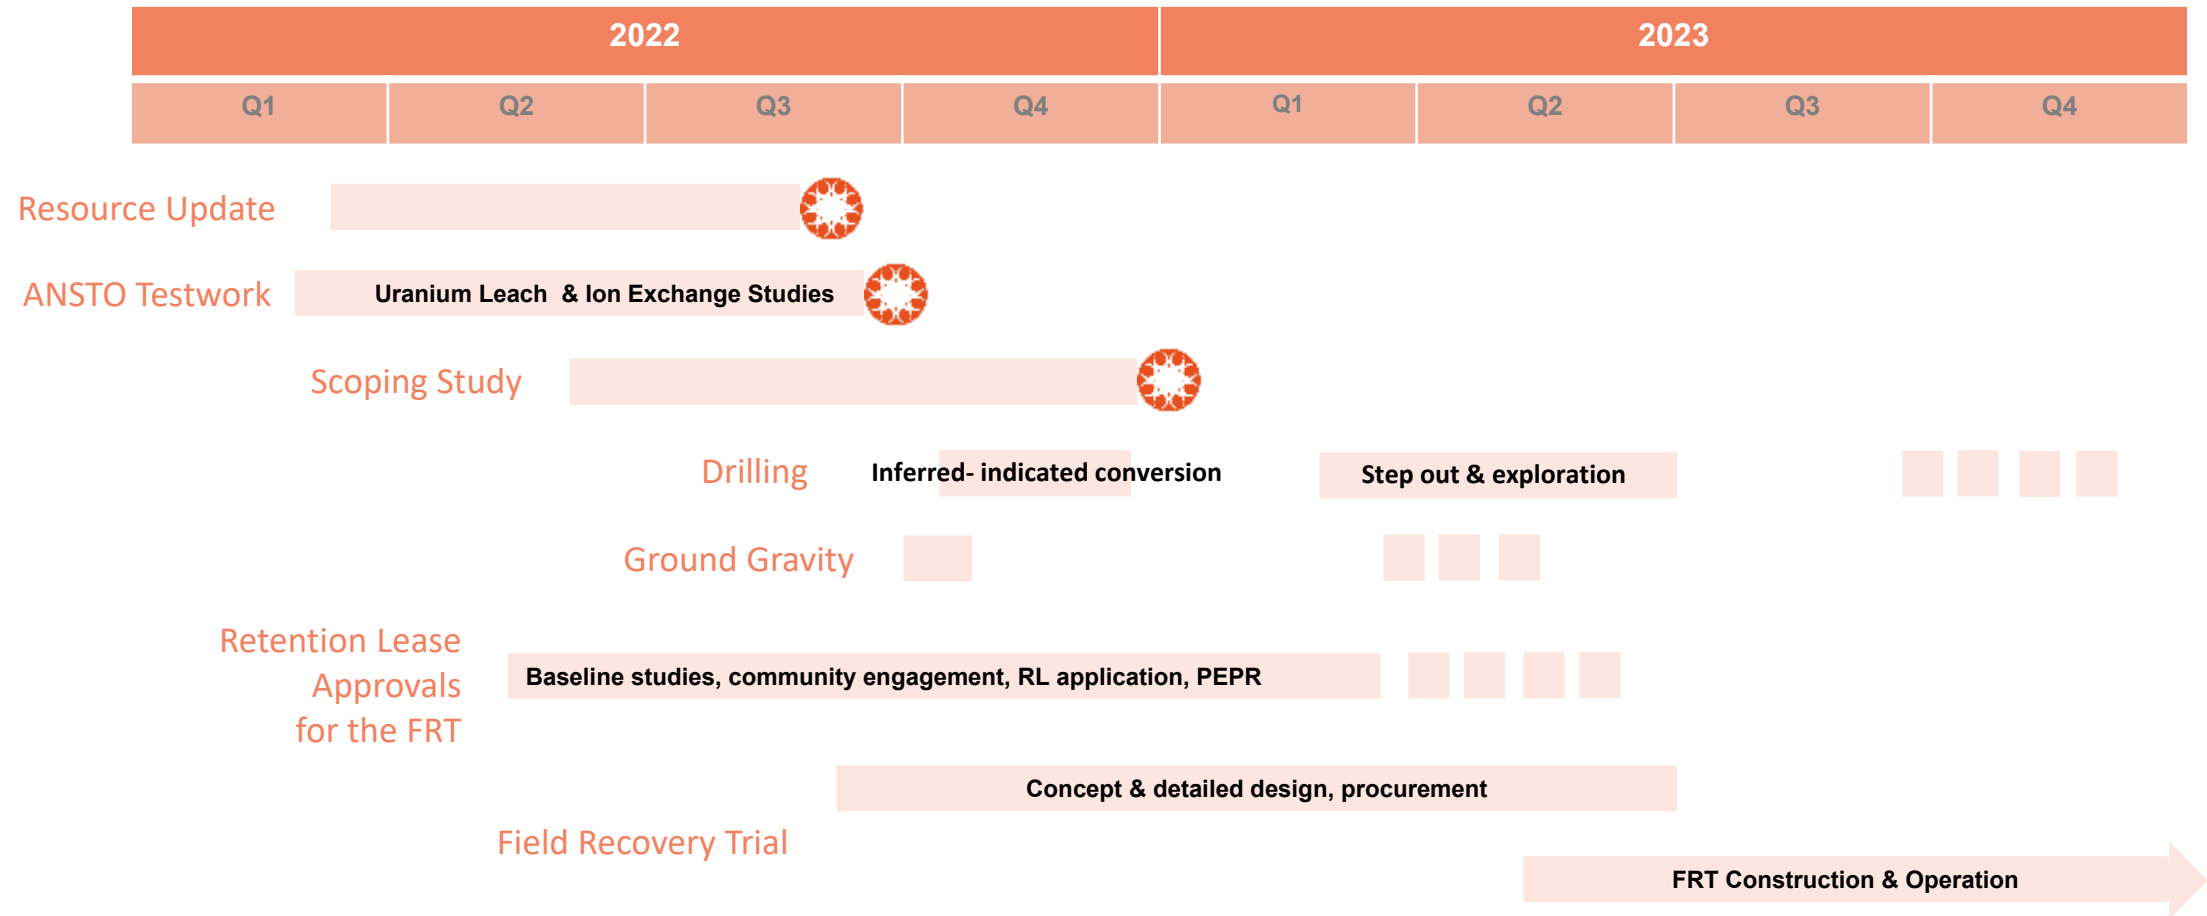 2022
2023
Q1
Q2
Q3
Q4
Q1
Q2
Q3
Q4
Resource Update
ANSTO Testwork
Uranium Leach & Ion Exchange Studies
Scoping Study
Drilling
Inferred- indicated conversion
Step out & exploration
Ground Gravity
Retention Lease
Approvals
for the FRT
Baseline studies, community engagement, RL application, PEPR
Concept & detailed design, procurement
Field Recovery Trial
FRT Construction & Operation